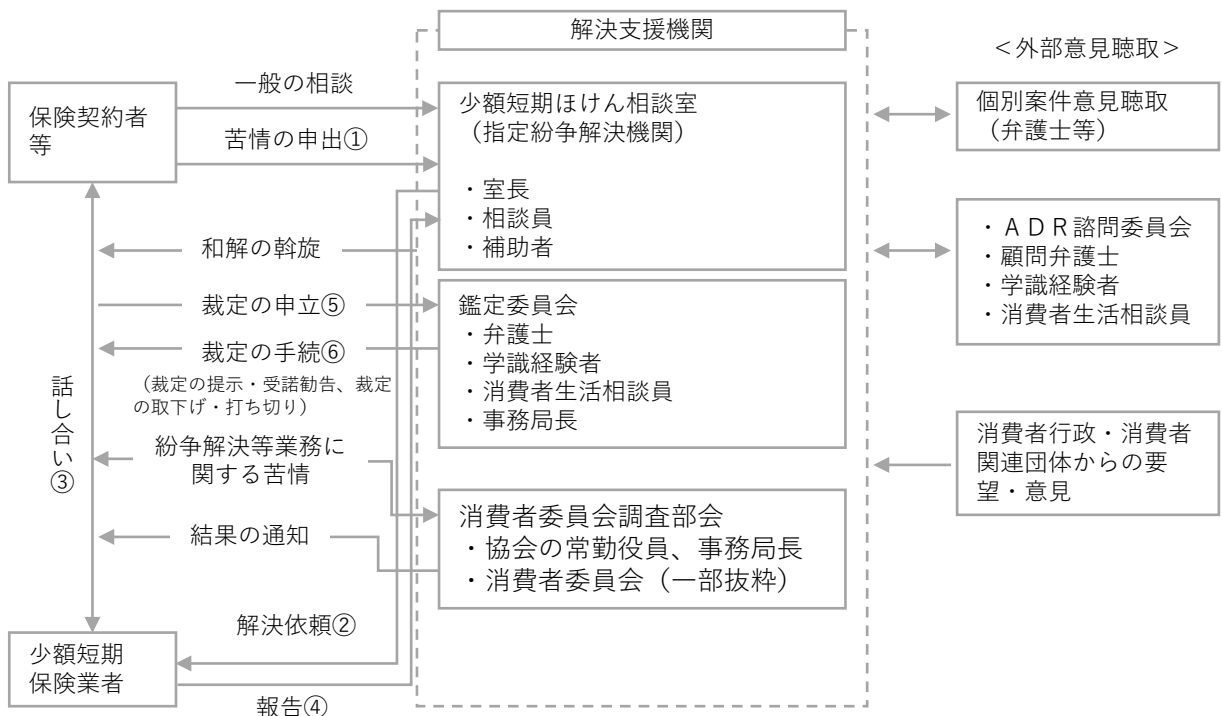 解決支援機関
＜外部意見聴取＞
保険契約者
等
一般の相談
苦情の申出①
少額短期ほけん相談室
（指定紛争解決機関）
・室長
・相談員
・補助者
個別案件意見聴取
（弁護士等）
・ＡＤＲ諮問委員会
・顧問弁護士
・学識経験者
・消費者生活相談員
和解の斡旋
裁定の申立⑤
裁定の手続⑥
（裁定の提示・受諾勧告、裁定
の取下げ・打ち切り）
鑑定委員会
・弁護士
・学識経験者
・消費者生活相談員
・事務局長
話し合い③
紛争解決等業務に
関する苦情
結果の通知
消費者委員会調査部会
・協会の常勤役員、事務局長
・消費者委員会（一部抜粋）
消費者行政・消費者
関連団体からの要
望・意見
解決依頼②
少額短期
保険業者
報告④